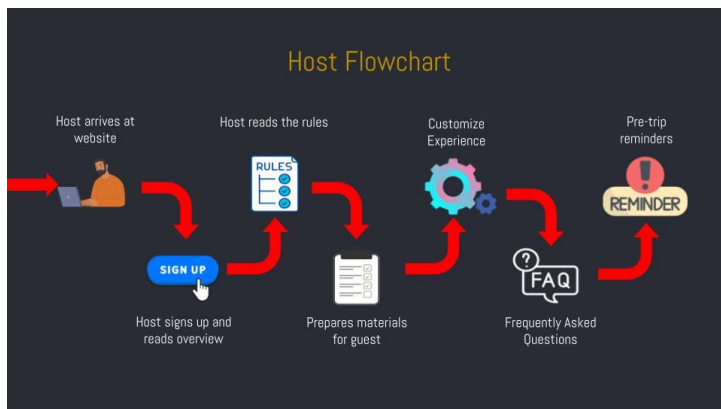 Host Flowchart
Host arrives at
website
SIGN UP
Host signs up and
reads overview
Host reads the rules
RULES
Prepares materials
for guest
Customize
Experience
?
FAQ
Frequently Asked
Questions
Pre-trip
reminders
!
REMINDER